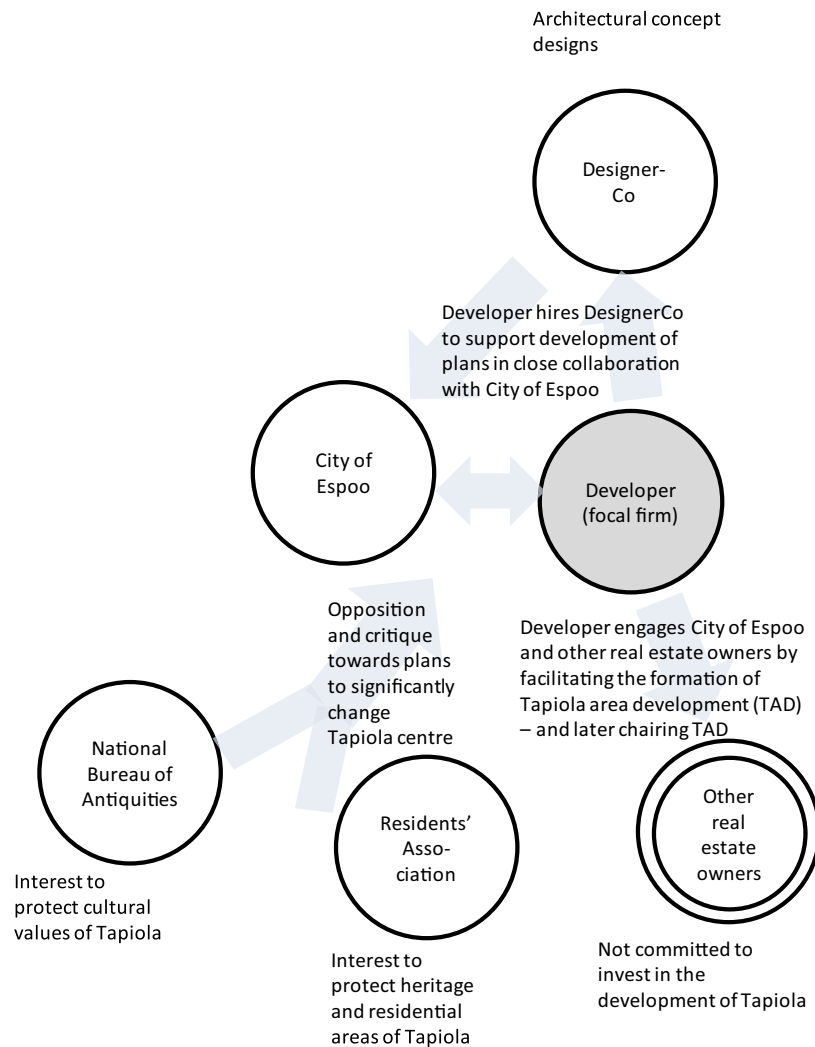 Architectural concept
designs
Designer-
Co
Developer hires DesignerCo
to support development of
plans in close collaboration
with City of Espoo
City of
Espoo
Developer
(focal firm)
Opposition
and critique
towards plans
to significantly
change
Tapiola centre
Developer engages City of Espoo
and other real estate owners by
facilitating the formation of
Tapiola area development (TAD)
– and later chairing TAD
National
Bureau of
Antiquities
Residents’
Asso-
ciation
Other
real
estate
owners
Interest to
protect cultural
values of Tapiola
Interest to
protect heritage
and residential
areas of Tapiola
Not committed to
invest in the
development of Tapiola